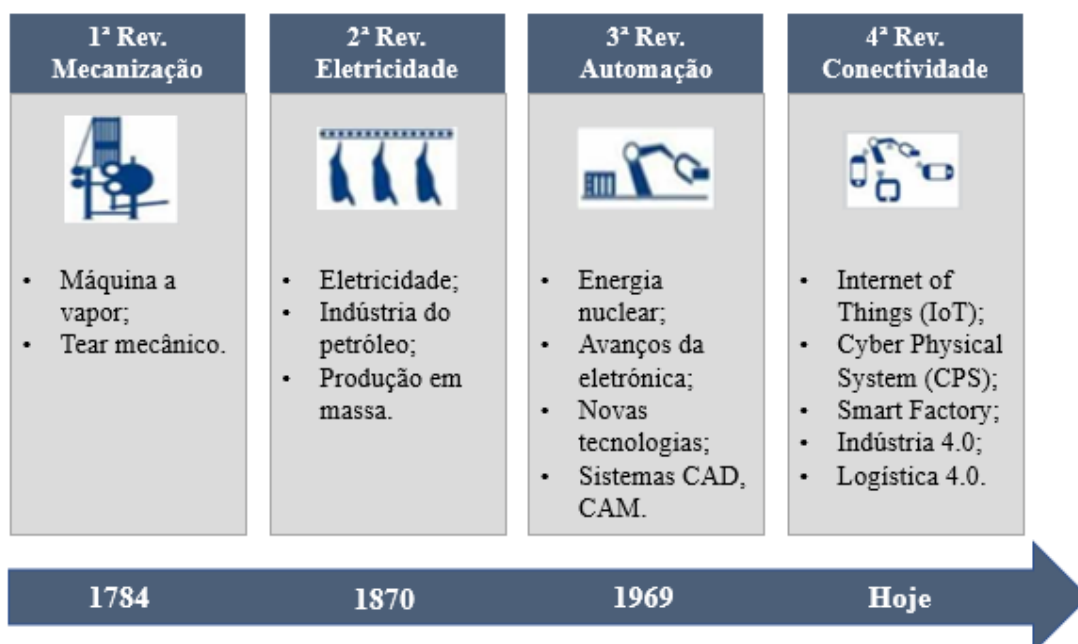 1ª Rev.
Mecanização
• Máquina a
vapor;
• Tear mecânico.
2ª Rev.
Eletricidade
• Eletricidade;
• Indústria do
petróleo;
• Produção em
massa.
3ª Rev.
Automação
• Energia
nuclear;
• Avanços da
eletrónica;
• Novas
tecnologias;
• Sistemas CAD,
CAM.
4ª Rev.
Conectividade
• Internet of
Things (IoT);
• Cyber Physical
System (CPS);
• Smart Factory;
• Indústria 4.0;
• Logística 4.0.
1784
1870
1969
Hoje